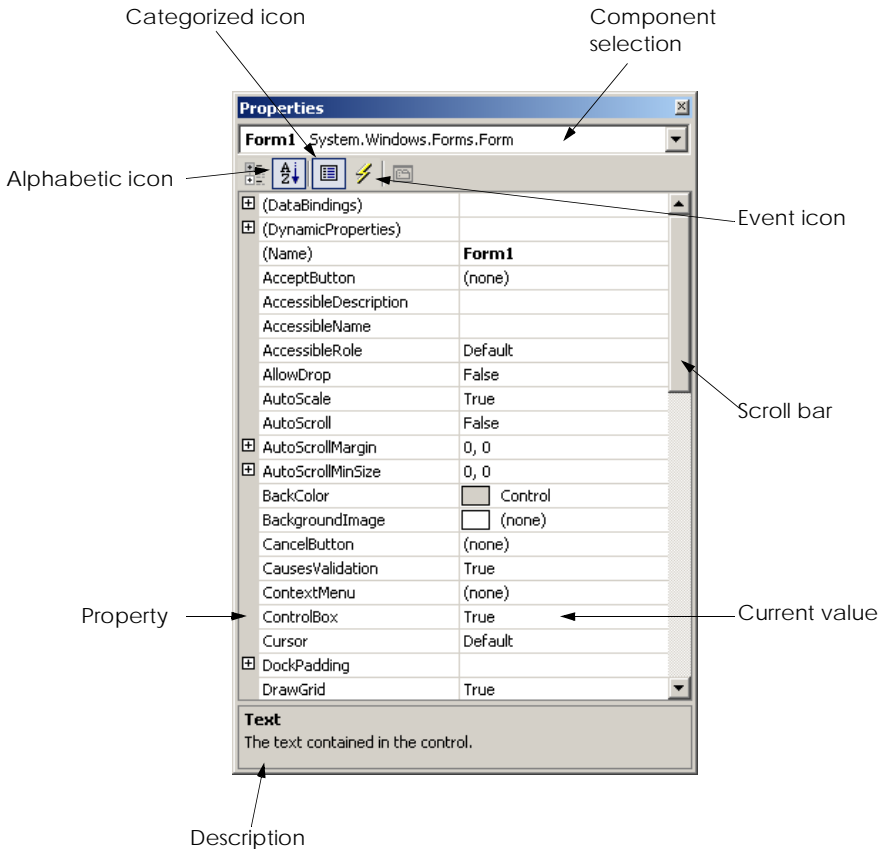 Categorized icon
Component
selection
Properties
Form1 System.Windows.Forms.Form
Alphabetic icon
A
Z
Event icon
(DataBindings)
(DynamicProperties)
(Name) Form1
AcceptButton (none)
AccessibleDescription
AccessibleName
AccessibleRole Default
AllowDrop False
AutoScale True
AutoScroll False
Scroll bar
AutoScrollMargin 0, 0
AutoScrollMinSize 0, 0
BackColor Control
BackgroundImage (none)
CancelButton (none)
CausesValidation True
ContextMenu (none)
Property
ControlBox True
Current value
Cursor Default
DockPadding
DrawGrid True
Text
The text contained in the control.
Description